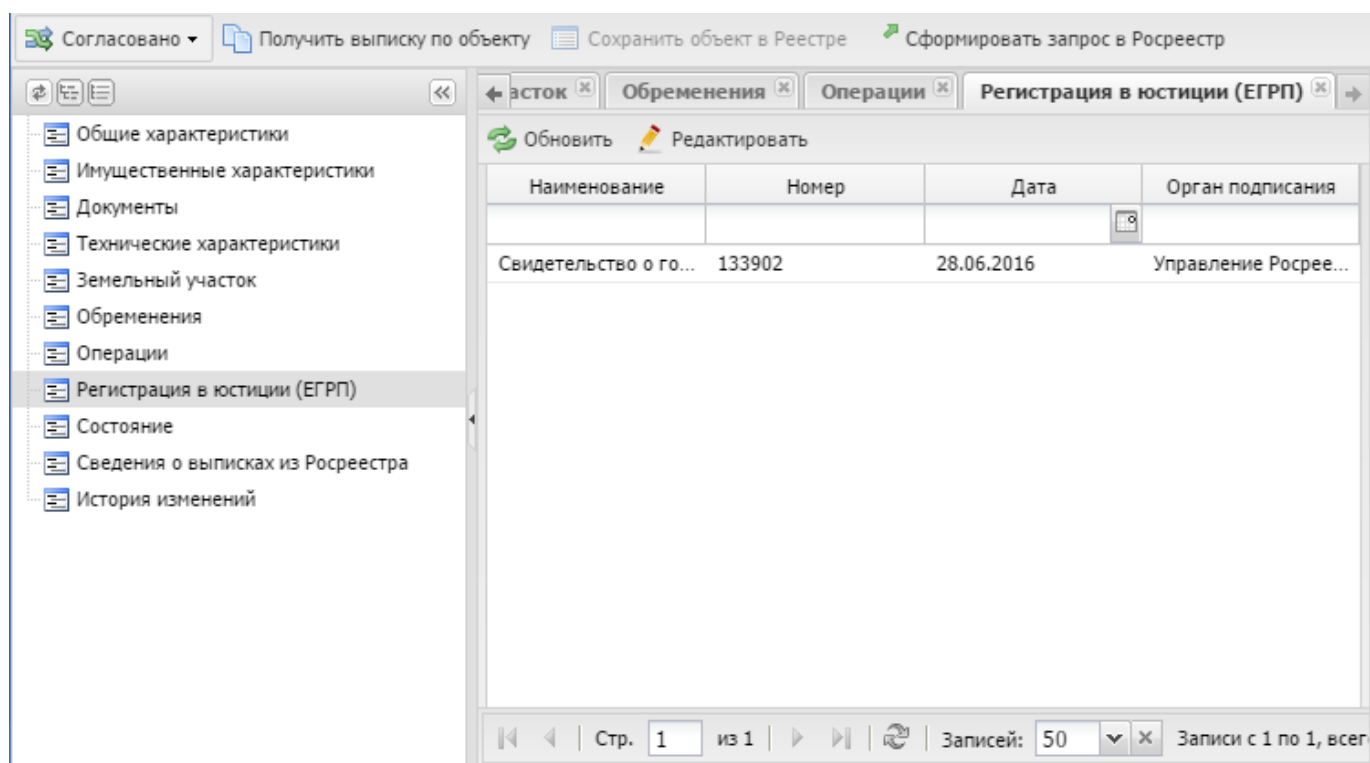 Согласовано Получить выписку по объекту Сохранить объект в Реестре Сформировать запрос в Росреестр
асток Обременения Операции Регистрация в юстиции (ЕГРП)
Общие характеристики
Имущественные характеристики
Документы
Технические характеристики
Земельный участок
Обременения
Операции
Регистрация в юстиции (ЕГРП)
Состояние
Сведения о выписках из Росреестра
История изменений
Обновить Редактировать
Наименование Номер Дата Орган подписания
Свидетельство о го... 133902 28.06.2016 Управление Росрее...
Стр. 1 из 1 Записей: 50 Записи с 1 по 1, всег